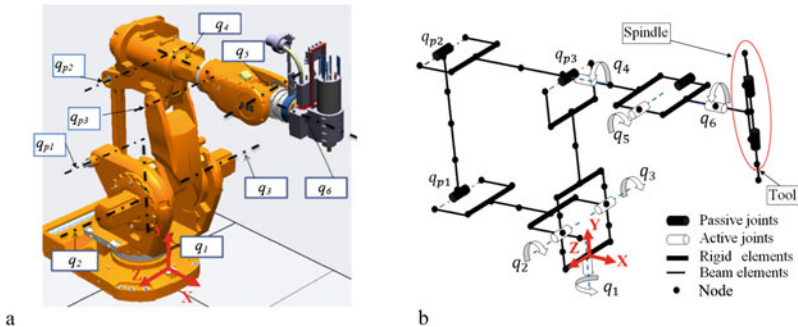 q4
q5
qp2
qp3
qp1
q3
q6
q2
q1
Y
Z
X
a
Spindle
qp2
qp3
q4
q5
q6
qp1
q3
q2
Y
Z
X
q1
Tool
Passive joints
Active joints
Rigid elements
Beam elements
Node
b